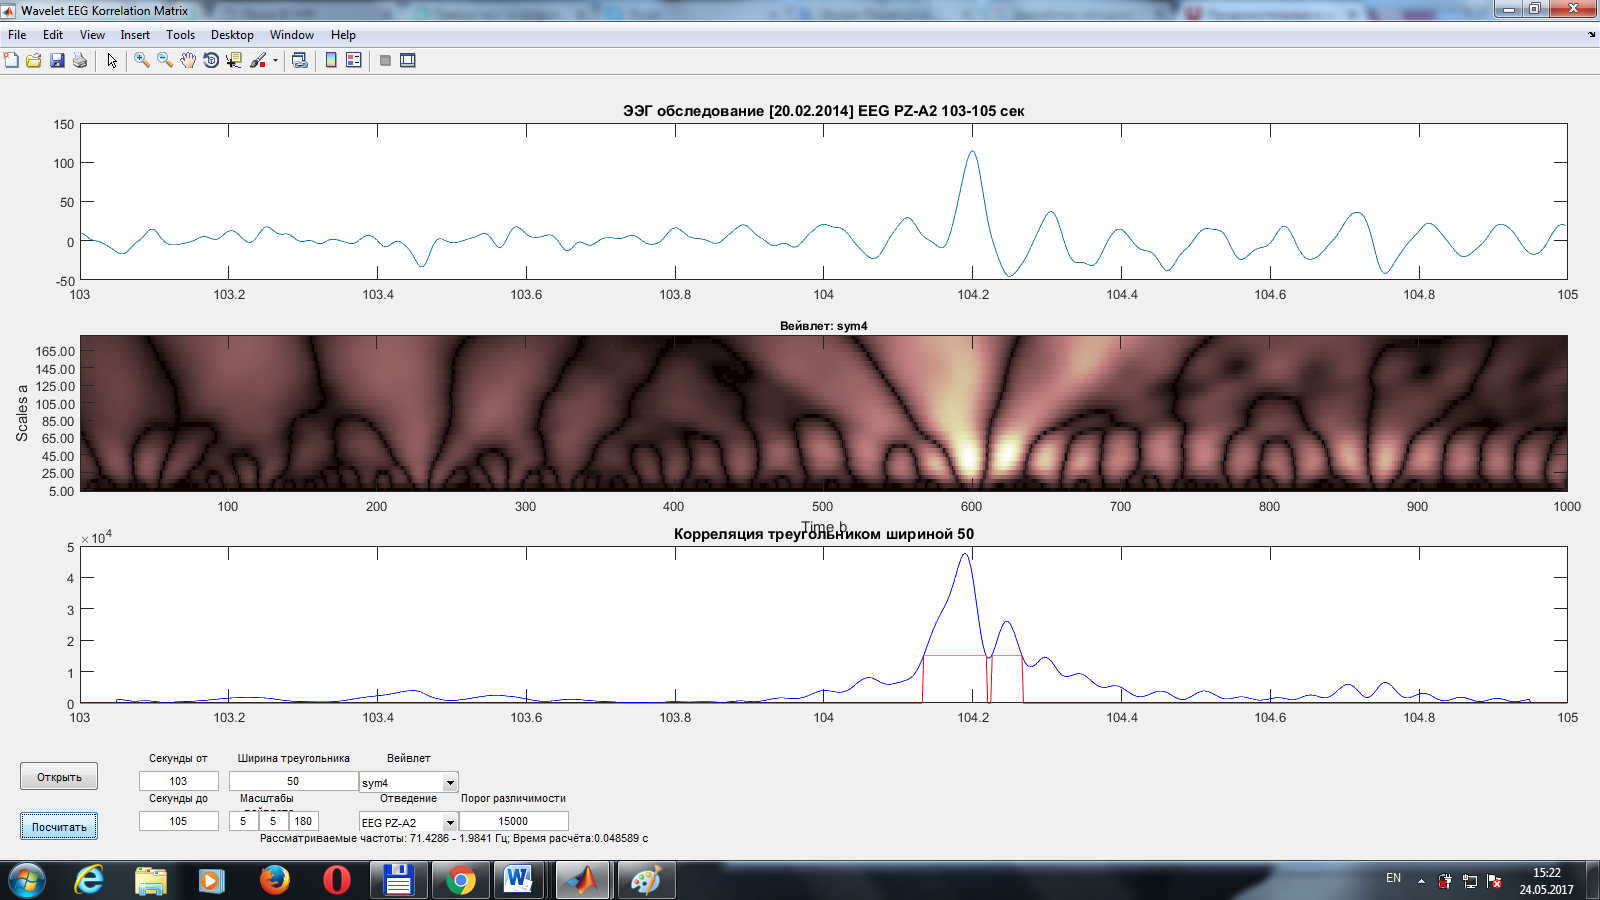 Wavelet EEG Korrelation Matrix
File Edit View Insert Tools Desktop Window Help
ЭЭГ обследование [20.02.2014] EEG PZ-A2 103-105 сек
150
100
50
0
-50
103 103.2 103.4 103.6 103.8 104 104.2 104.4 104.6 104.8 105
Вейвлет: sym4
Scales a
165.00
145.00
125.00
105.00
85.00
65.00
45.00
25.00
5.00
100 200 300 400 500 600 700 800 900 1000
Time b
Корреляция треугольником шириной 50
×10^4
5
4
3
2
1
0
103 103.2 103.4 103.6 103.8 104 104.2 104.4 104.6 104.8 105
Секунды от Ширина треугольника Вейвлет
Открыть 103 50 sym4
Секунды до Масштабы Отведение Порог различимости
Посчитать 105 5 5 180 EEG PZ-A2 15000
Рассматриваемые частоты: 71.4286 - 1.9841 Гц; Время расчёта:0.048589 с
EN 15:22
24.05.2017